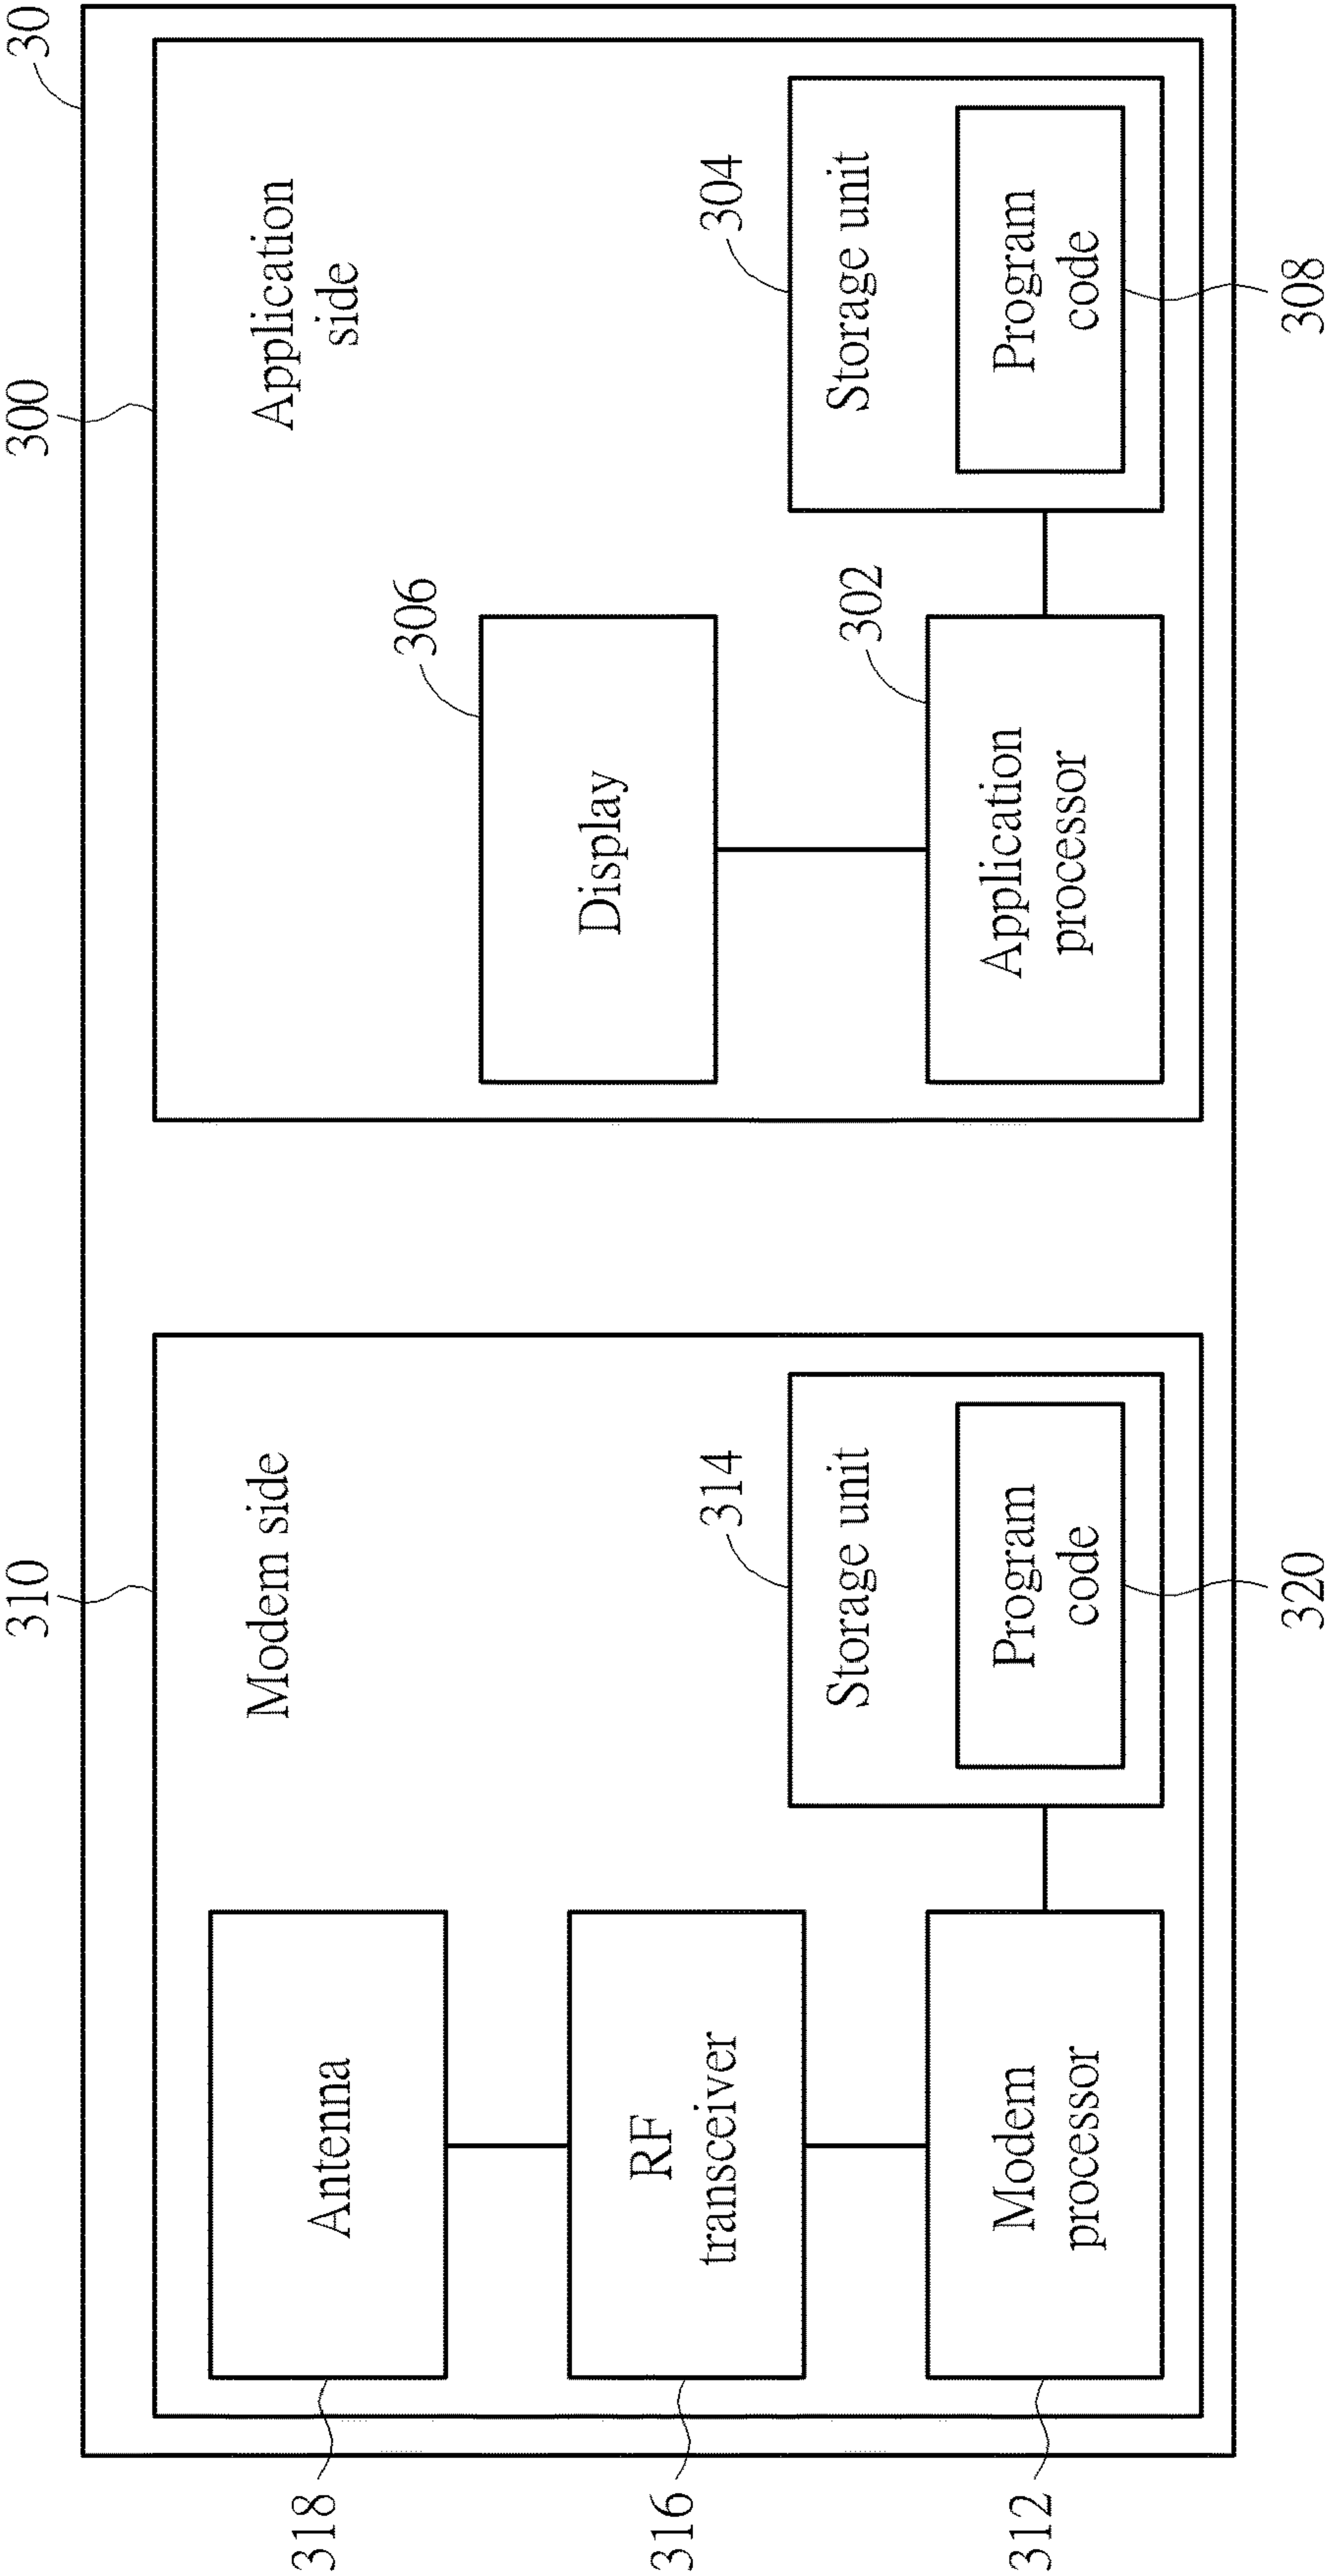 30
310
300
Modem side
Application
side
Antenna
318
RF
transceiver
316
Modem
processor
312
314
Storage unit
Program
code
320
306
Display
302
Application
processor
304
Storage unit
Program
code
308